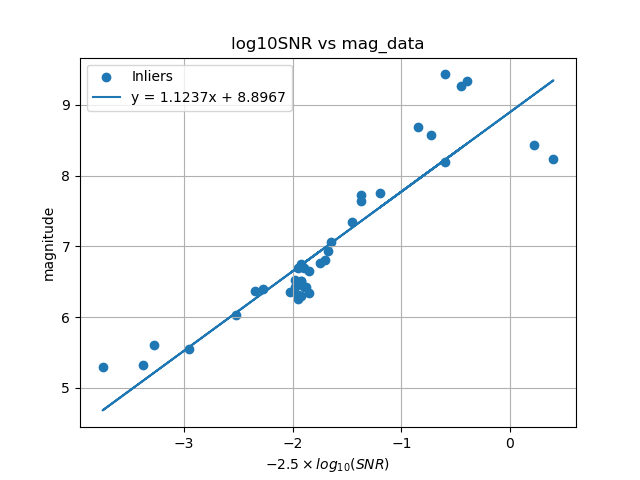 log10SNR vs mag_data
Inliers
y = 1.1237x + 8.8967
magnitude
9
8
7
6
5
−3
−2
−1
0
−2.5 × log₁₀(SNR)